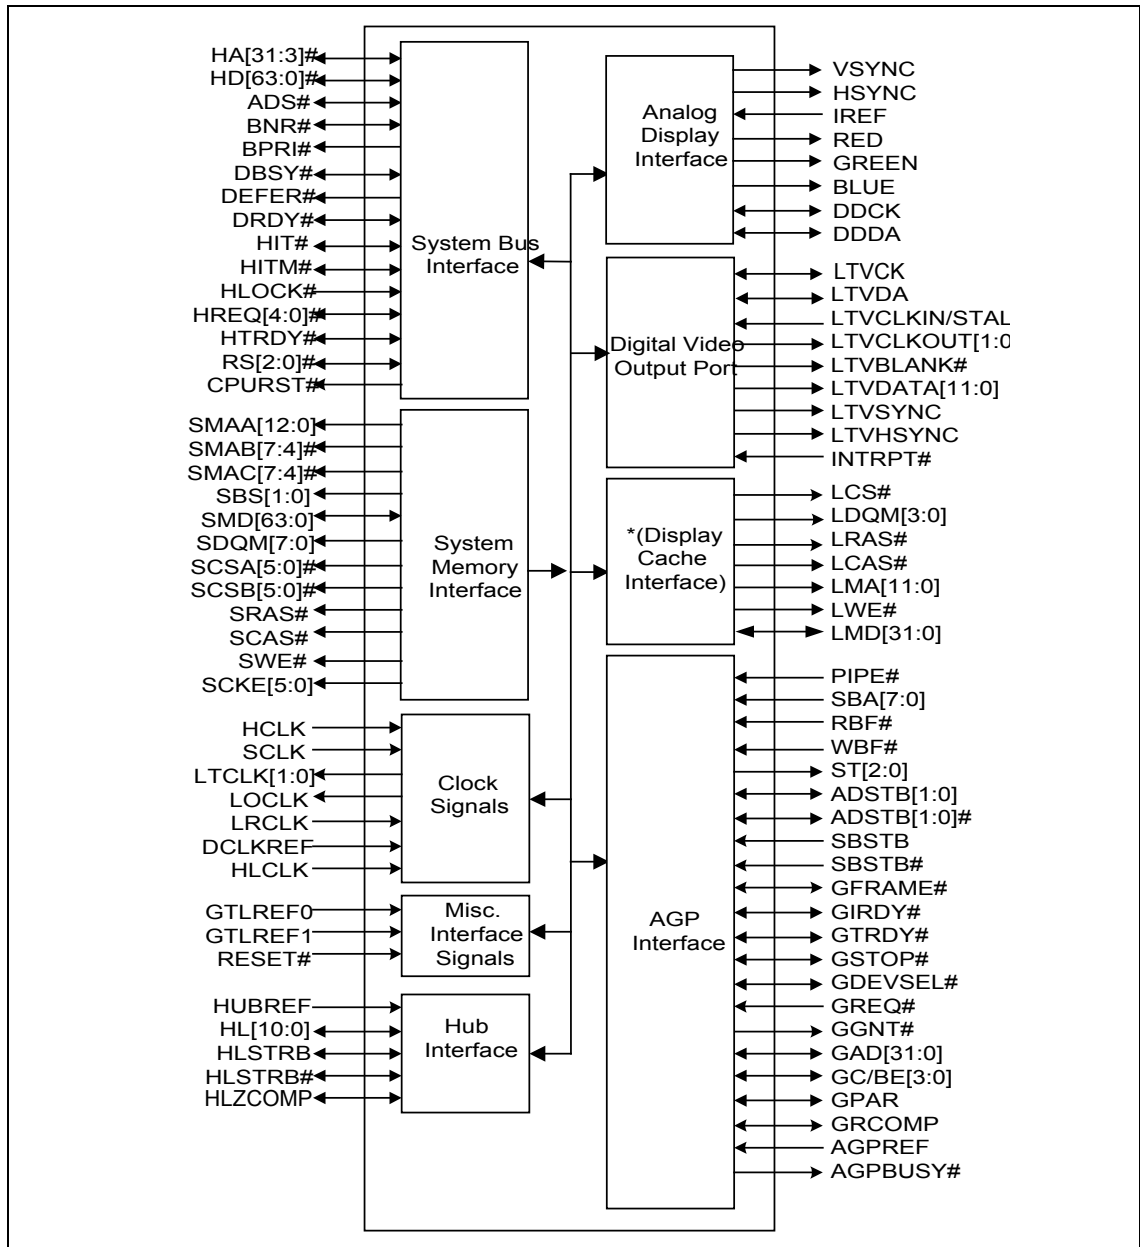 HA[31:3]#
HD[63:0]#
ADS#
BNR#
BPRI#
DBSY#
DEFER#
DRDY#
HIT#
HITM#
HLOCK#
HREQ[4:0]#
HTRDY#
RS[2:0]#
CPURST#
System Bus
Interface
SMAA[12:0]
SMAB[7:4]#
SMAC[7:4]#
SBS[1:0]
SMD[63:0]
SDQM[7:0]
SCSA[5:0]#
SCSB[5:0]#
SRAS#
SCAS#
SWE#
SCKE[5:0]
System
Memory
Interface
HCLK
SCLK
LTCLK[1:0]
LOCLK
LRCLK
DCLKREF
HLCLK
Clock
Signals
GTLREF0
GTLREF1
RESET#
Misc.
Interface
Signals
HUBREF
HL[10:0]
HLSTRB
HLSTRB#
HLZCOMP
Hub
Interface
Analog
Display
Interface
VSYNC
HSYNC
IREF
RED
GREEN
BLUE
DDCK
DDDA
Digital Video
Output Port
LTVCK
LTVDA
LTVCLKIN/STAL
LTVCLKOUT[1:0
LTVBLANK#
LTVDATA[11:0]
LTVSYNC
LTVHSYNC
INTRPT#
*(Display
Cache
Interface)
LCS#
LDQM[3:0]
LRAS#
LCAS#
LMA[11:0]
LWE#
LMD[31:0]
AGP
Interface
PIPE#
SBA[7:0]
RBF#
WBF#
ST[2:0]
ADSTB[1:0]
ADSTB[1:0]#
SBSTB
SBSTB#
GFRAME#
GIRDY#
GTRDY#
GSTOP#
GDEVSEL#
GREQ#
GGNT#
GAD[31:0]
GC/BE[3:0]
GPAR
GRCOMP
AGPREF
AGPBUSY#